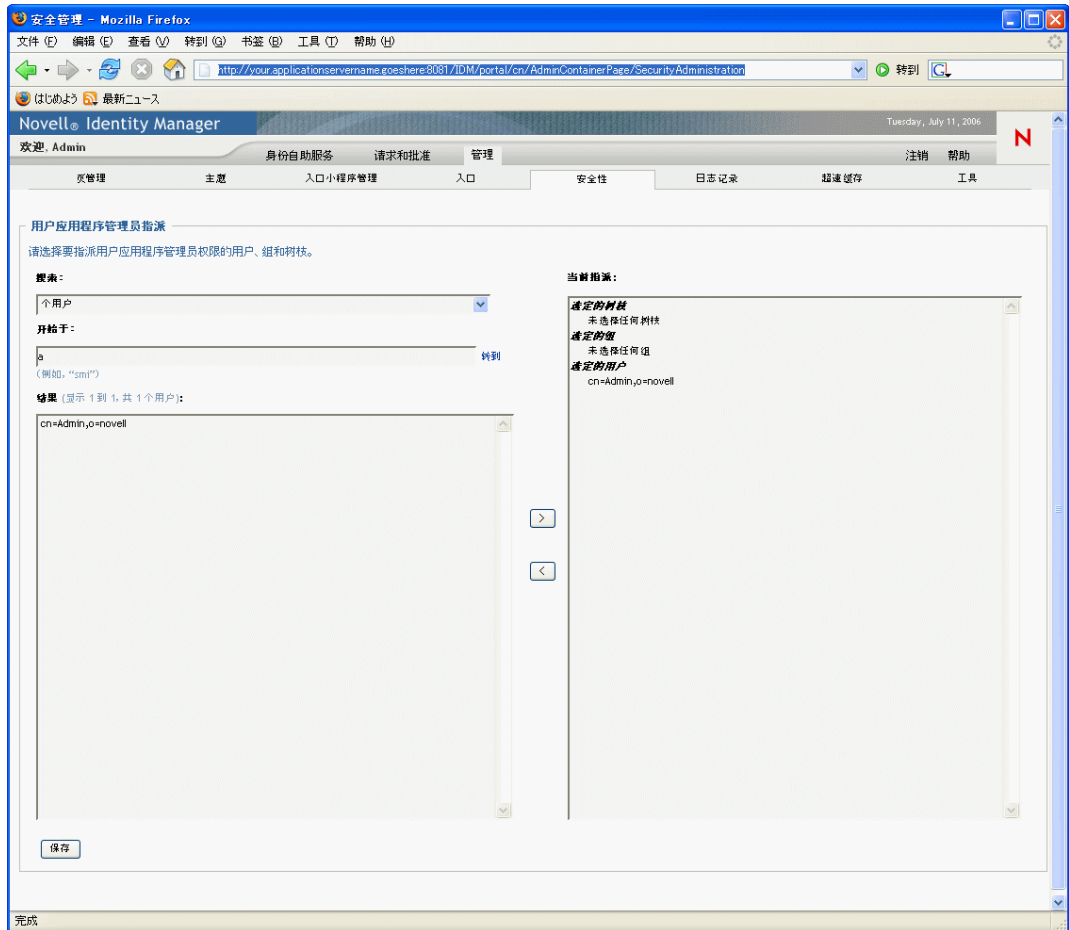 安全管理 - Mozilla Firefox
文件 (F) 编辑 (E) 查看 (V) 转到 (G) 书签 (B) 工具 (T) 帮助 (H)
http://your.applicationservername.goeshere:8081/IDM/portal/cn/AdminContainerPage/SecurityAdministration 转到 G
はじめよう 最新ニュース
Novell® Identity Manager Tuesday, July 11, 2006
N
欢迎, Admin
身份自助服务 请求和批准 管理 注销 帮助
页管理 主题 入口小程序管理 入口 安全性 日志记录 超速缓存 工具
用户应用程序管理员指派
请选择要指派用户应用程序管理员权限的用户、组和树枝。
搜索:
个用户
开始于:
a 转到
(例如, “smi”)
结果 (显示 1 到 1, 共 1 个用户):
cn=Admin,o=novell
>
<
当前指派:
选定的树枝
未选择任何树枝
选定的组
未选择任何组
选定的用户
cn=Admin,o=novell
保存
完成